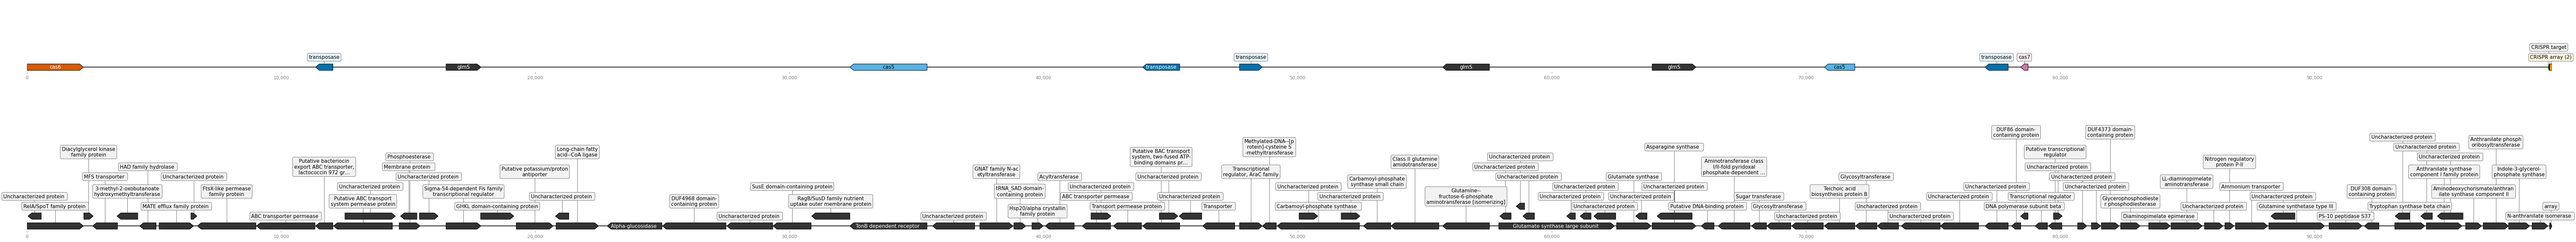 CRISPR target
transposase
transposase
transposase
cas7
CRISPR array (2)
cas6
glmS
cas5
transposase
glmS
glmS
cas5
0
10,000
20,000
30,000
40,000
50,000
60,000
70,000
80,000
90,000
DUF86 domain-
containing protein
DUF4373 domain-
containing protein
Uncharacterized protein
Anthranilate phosph
oribosyltransferase
Methylated-DNA--[p
rotein]-cysteine S
-methyltransferase
Asparagine synthase
Diacylglycerol kinase
family protein
Long-chain fatty
acid--CoA ligase
Putative BAC transport
system, two-fused ATP-
binding domains pr...
Putative transcriptional
regulator
Uncharacterized protein
Phosphoesterase
Uncharacterized protein
Class II glutamine
amidotransferase
Aminotransferase class
I/II-fold pyridoxal
phosphate-dependent ...
Nitrogen regulatory
protein P-II
Uncharacterized protein
Putative bacteriocin
export ABC transporter,
lactococcin 972 gr...
HAD family hydrolase
Membrane protein
Putative potassium/proton
antiporter
GNAT family N-ac
etyltransferase
Transcriptional
regulator, AraC family
Uncharacterized protein
Uncharacterized protein
Anthranilate synthase
component I family protein
Indole-3-glycerol-
phosphate synthase
MFS transporter
Uncharacterized protein
Uncharacterized protein
Acyltransferase
Uncharacterized protein
Carbamoyl-phosphate
synthase small chain
Uncharacterized protein
Glutamate synthase
Glycosyltransferase
Uncharacterized protein
LL-diaminopimelate
aminotransferase
3-methyl-2-oxobutanoate
hydroxymethyltransferase
FtsX-like permease
family protein
Uncharacterized protein
Sigma-54-dependent Fis family
transcriptional regulator
SusE domain-containing protein
tRNA_SAD domain-
containing protein
Uncharacterized protein
Uncharacterized protein
Glutamine--
fructose-6-phosphate
aminotransferase [isomerizing]
Uncharacterized protein
Uncharacterized protein
Teichoic acid
biosynthesis protein B
Uncharacterized protein
Uncharacterized protein
Ammonium transporter
DUF308 domain-
containing protein
Aminodeoxychorismate/anthran
ilate synthase component II
Uncharacterized protein
Putative ABC transport
system permease protein
Uncharacterized protein
DUF4968 domain-
containing protein
RagB/SusD family nutrient
uptake outer membrane protein
ABC transporter permease
Uncharacterized protein
Uncharacterized protein
Uncharacterized protein
Uncharacterized protein
Sugar transferase
Uncharacterized protein
Transcriptional regulator
Glycerophosphodieste
r phosphodiesterase
Uncharacterized protein
RelA/SpoT family protein
MATE efflux family protein
GHKL domain-containing protein
Hsp20/alpha crystallin
family protein
Transport permease protein
Transporter
Carbamoyl-phosphate synthase
Uncharacterized protein
Putative DNA-binding protein
Glycosyltransferase
Uncharacterized protein
DNA polymerase subunit beta
Uncharacterized protein
Glutamine synthetase type III
Tryptophan synthase beta chain
array
ABC transporter permease
Uncharacterized protein
Uncharacterized protein
Uncharacterized protein
Uncharacterized protein
Diaminopimelate epimerase
PS-10 peptidase S37
N-anthranilate isomerase
Alpha-glucosidase
TonB dependent receptor
Glutamate synthase large subunit
0
10,000
20,000
30,000
40,000
50,000
60,000
70,000
80,000
90,000